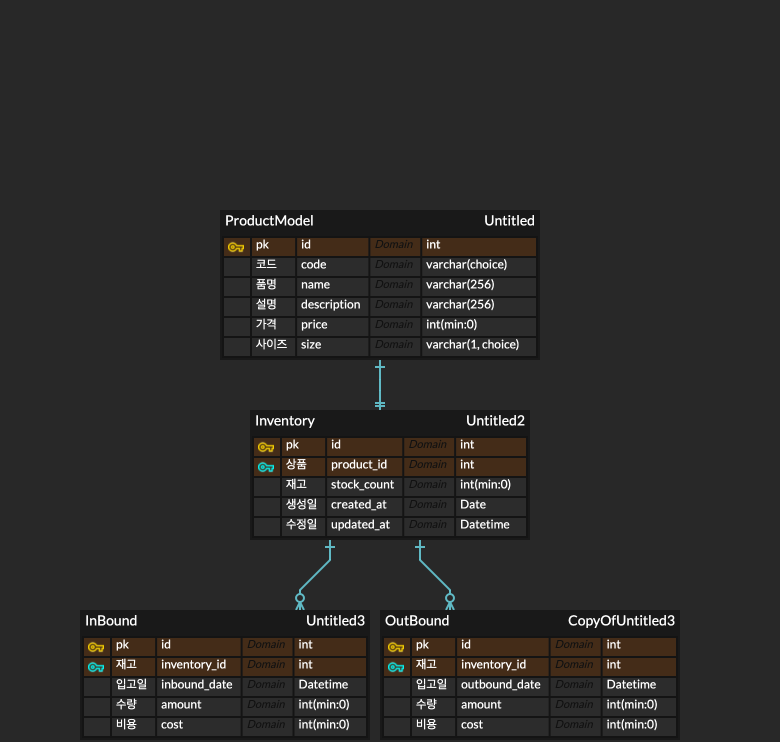 ProductModel Untitled
pk id Domain int
코드 code Domain varchar(choice)
품명 name Domain varchar(256)
설명 description Domain varchar(256)
가격 price Domain int(min:0)
사이즈 size Domain varchar(1, choice)
Inventory Untitled2
pk id Domain int
상품 product_id Domain int
재고 stock_count Domain int(min:0)
생성일 created_at Domain Date
수정일 updated_at Domain Datetime
InBound Untitled3
pk id Domain int
재고 inventory_id Domain int
입고일 inbound_date Domain Datetime
수량 amount Domain int(min:0)
비용 cost Domain int(min:0)
OutBound CopyOfUntitled3
pk id Domain int
재고 inventory_id Domain int
입고일 outbound_date Domain Datetime
수량 amount Domain int(min:0)
비용 cost Domain int(min:0)